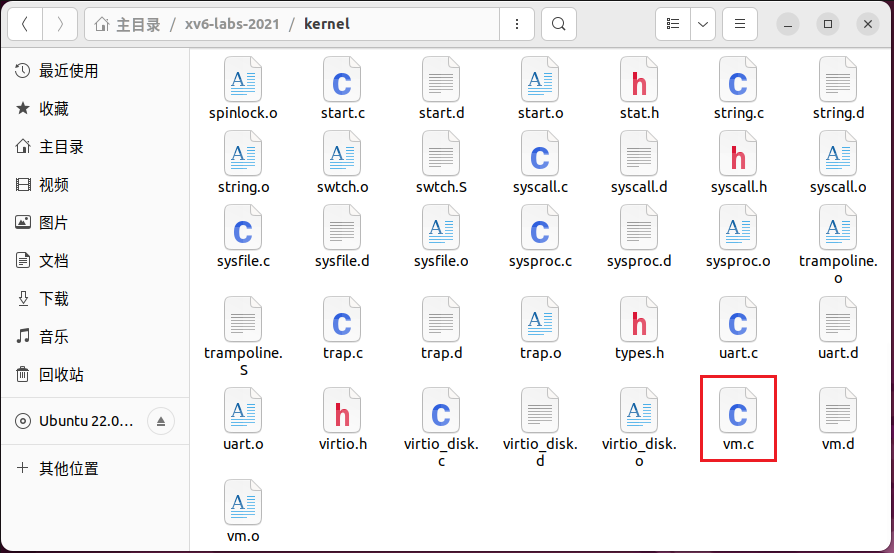 主目录 / xv6-labs-2021 / kernel
最近使用
收藏
主目录
视频
图片
文档
下载
音乐
回收站
Ubuntu 22.0…
其他位置
spinlock.o start.c start.d start.o stat.h string.c string.d
string.o swtch.o swtch.S syscall.c syscall.d syscall.h syscall.o
sysfile.c sysfile.d sysfile.o sysproc.c sysproc.d sysproc.o trampoline.
o
trampoline. trap.c trap.d trap.o types.h uart.c uart.d
S
uart.o virtio.h virtio_disk. virtio_disk. virtio_disk. vm.c vm.d
c d o
vm.o